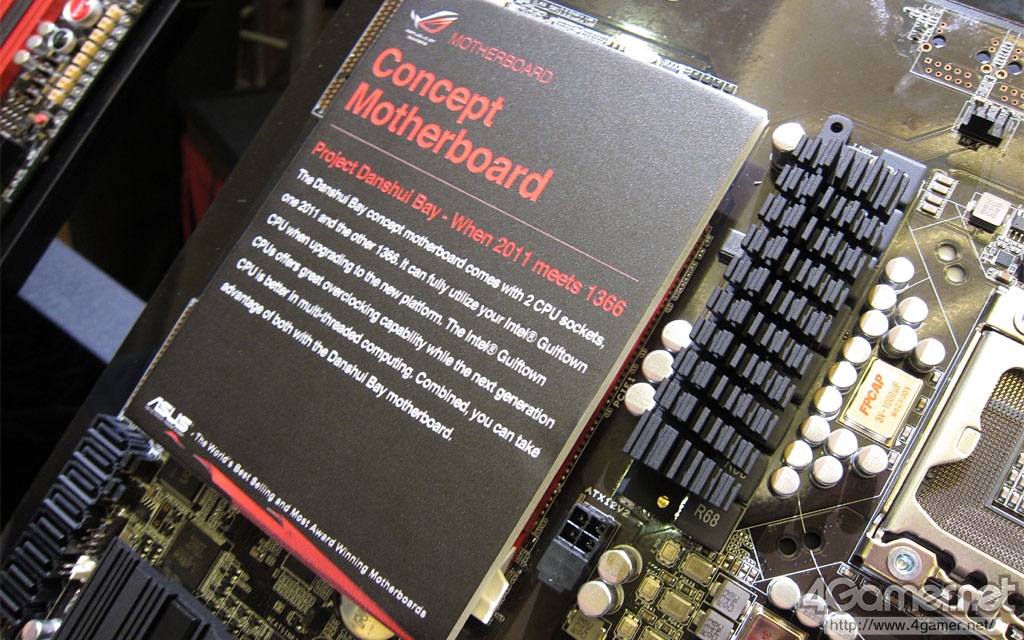 MOTHERBOARD
Concept
Motherboard
Project Danshui Bay - When 2011 meets 1366
The Danshui Bay concept motherboard comes with 2 CPU sockets,
one 2011 and the other 1366. It can fully utilize your Intel® Gulftown
CPU when upgrading to the new platform. The Intel® Gulftown
CPUs offers great overclocking capability while the next generation
CPU is better in multi-threaded computing. Combined, you can take
advantage of both with the Danshui Bay motherboard.
ASUS
The World's Best Selling and Most Award Winning Motherboards
ATX12V2
R68
FPCAP
4Gamer.net
http://www.4gamer.net/